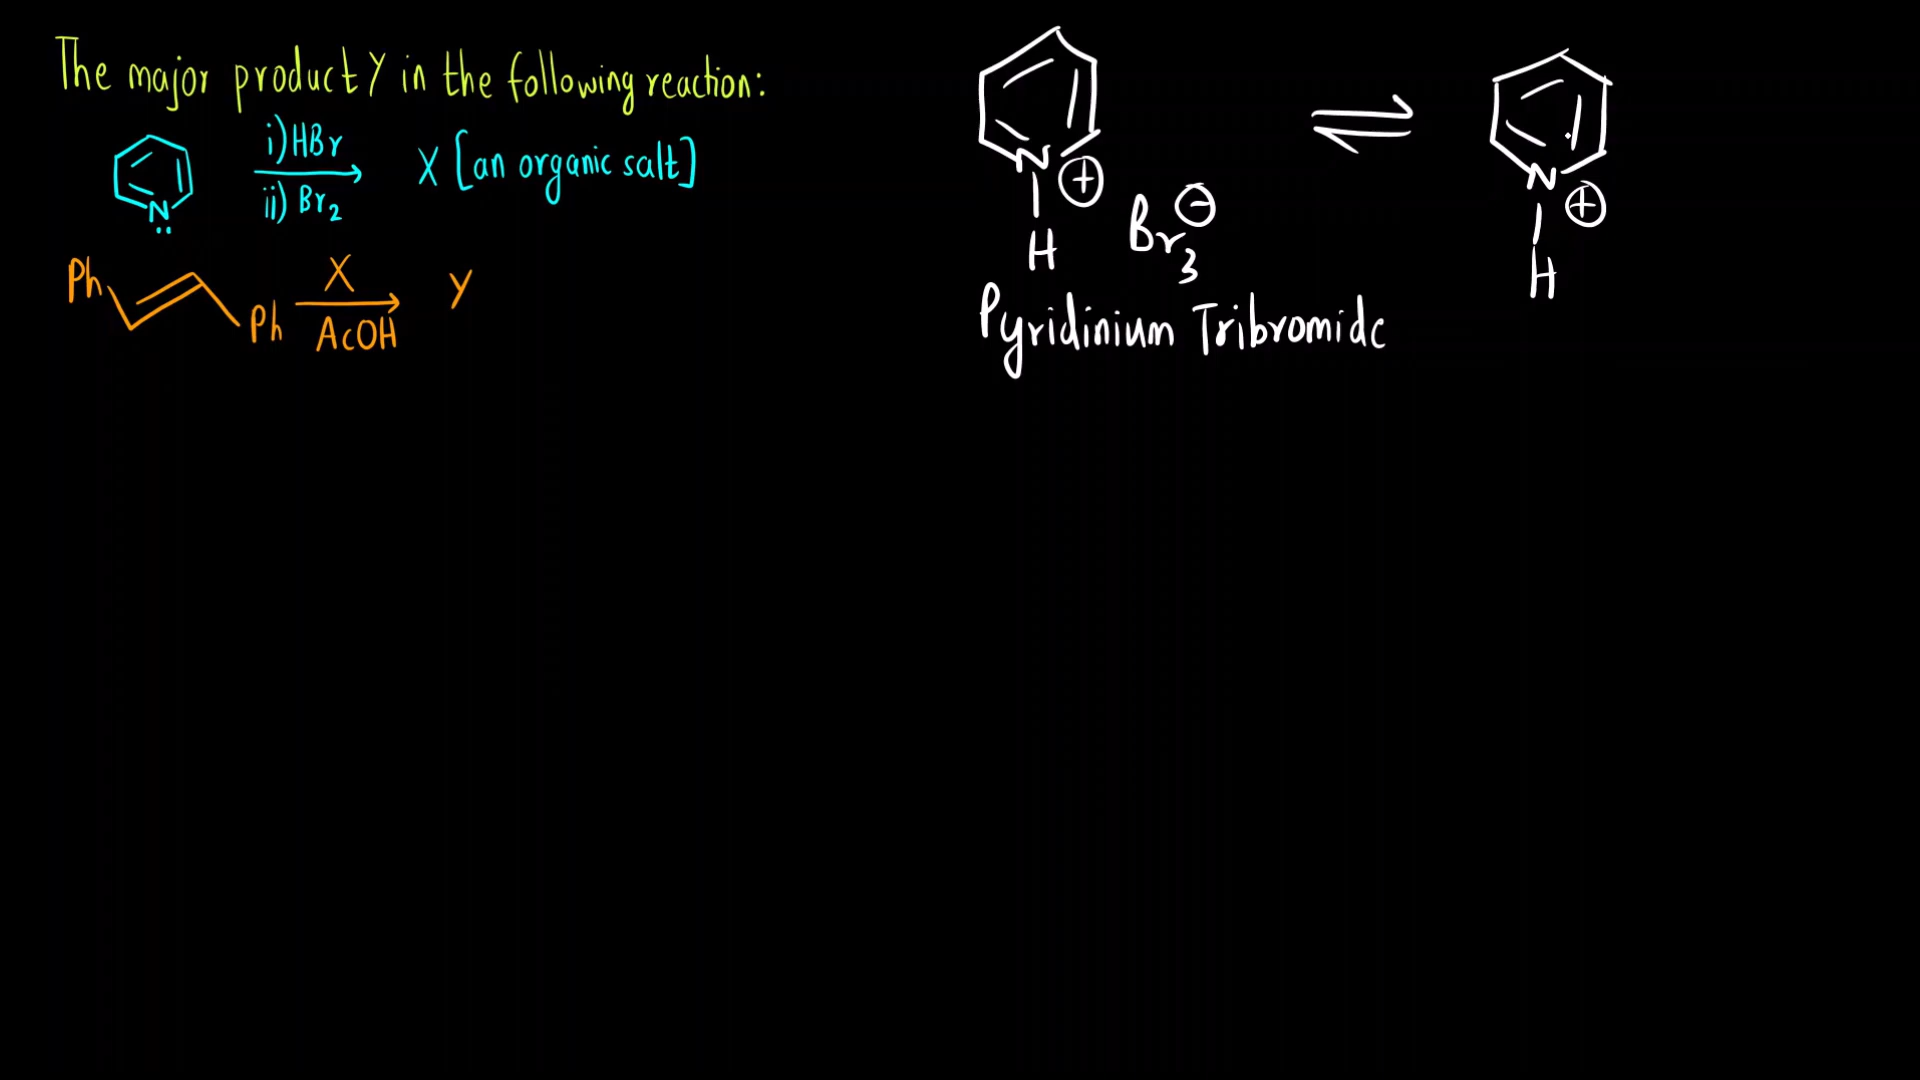 The major product Y in the following reaction:
i) HBr
ii) Br2
N
X [an organic salt]
Ph
Ph
X
AcOH
Y
N
⊕
H
Br3⊖
Pyridinium Tribromide
⇌
N
⊕
H